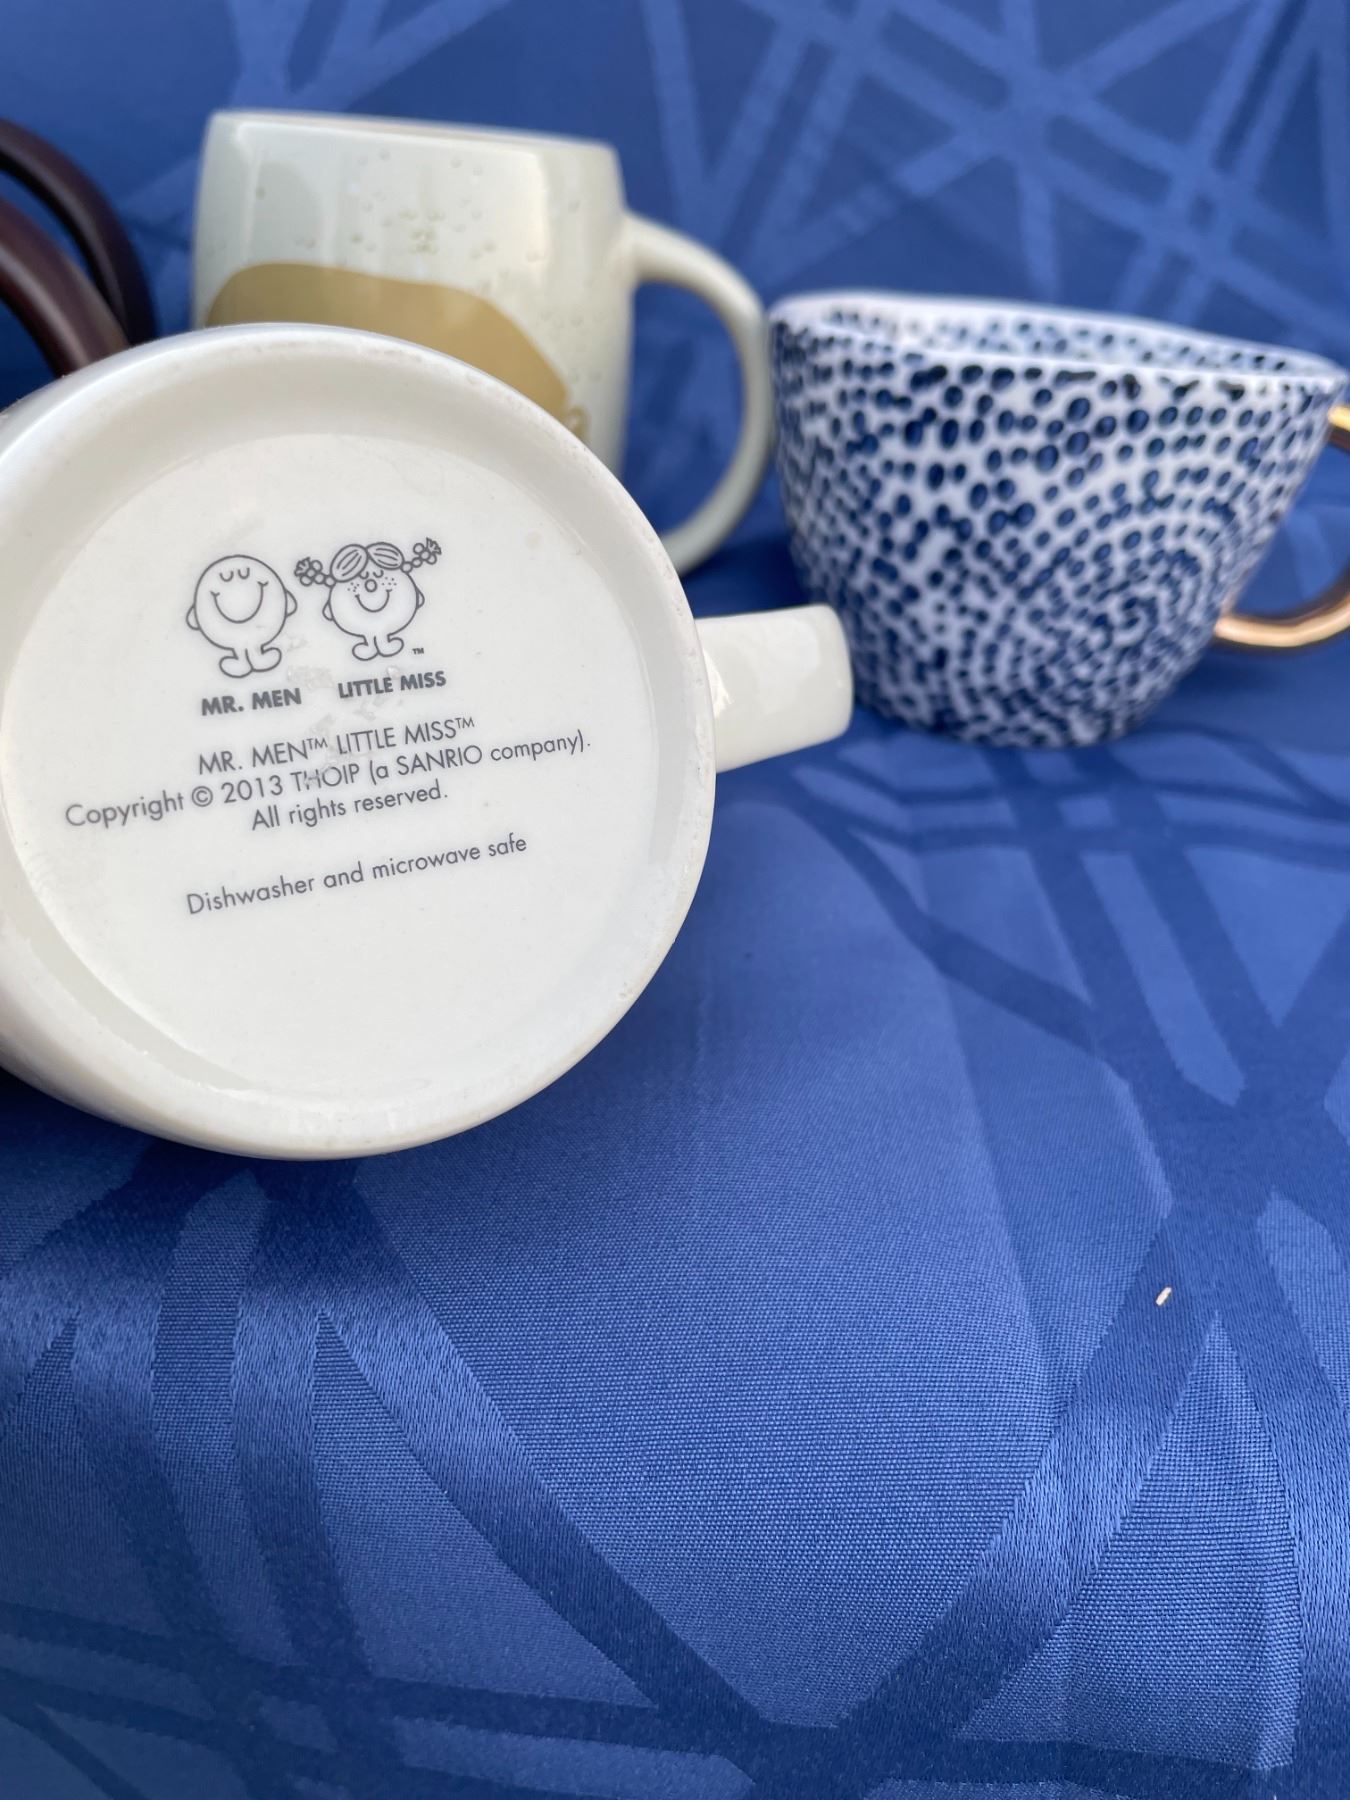 MR. MEN LITTLE MISS™
MR. MEN™ LITTLE MISS™
Copyright © 2013 THOIP (a SANRIO company).
All rights reserved.
Dishwasher and microwave safe